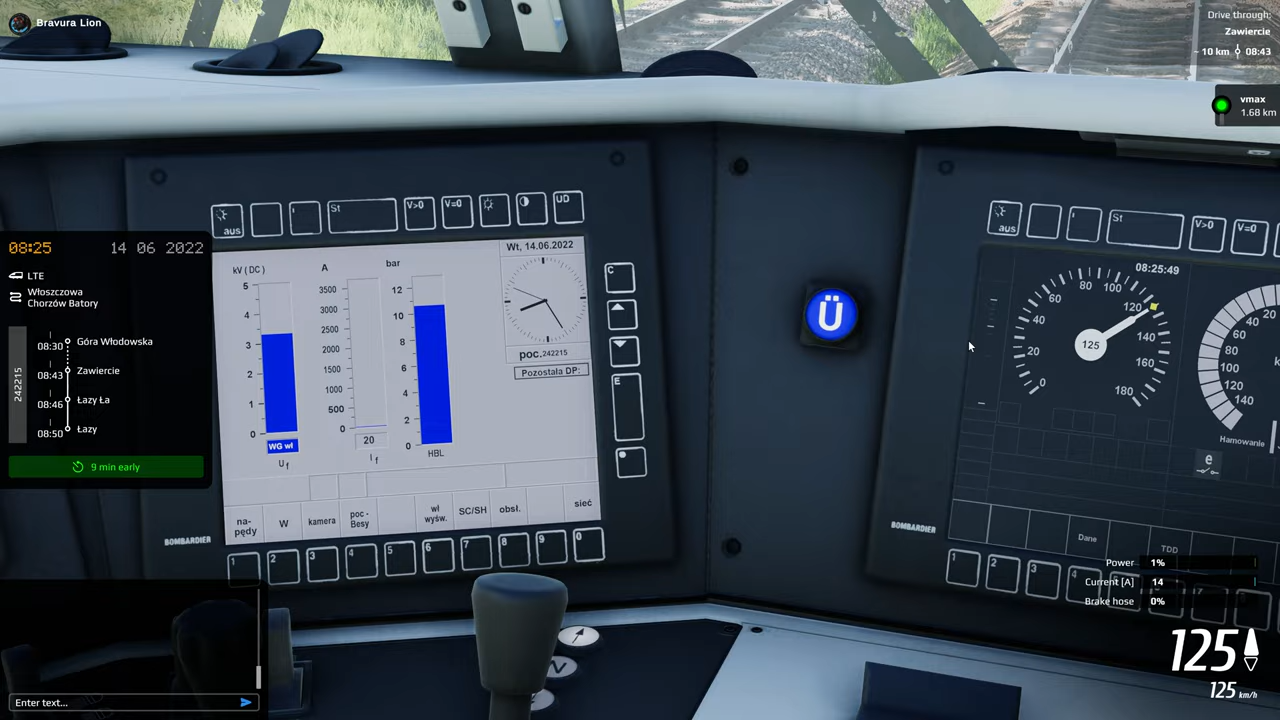 Bravura Lion
Drive through:
Zawiercie
~ 10 km 08:43
vmax
1.68 km
08:25 14 06 2022
LTE
Włoszczowa
Chorzów Batory
242215
08:30 Góra Włodowska
08:43 Zawiercie
08:46 Łazy Ła
08:50 Łazy
9 min early
Enter text...
aus
St
V>0
V=0
UD
kV ( DC )
A
bar
5
4
3
2
1
0
3500
3000
2500
2000
1500
1000
500
0
12
10
8
6
4
2
0
WG wł
20
U f
I f
HBL
Wt, 14.06.2022
poc.242215
Pozostała DP:
C
E
na-
pędy
W
kamera
poc -
Besy
wł
wyśw.
SC/SH
obsł.
sieć
BOMBARDIER
1 2 3 4 5 6 7 8 9 0
Ü
aus
St
V>0
V=0
08:25:49
0
20
40
60
80
100
120
140
160
180
125
20
40
60
80
100
120
140
Hamowanie
e
Dane
TDD
BOMBARDIER
1 2 3 4
Power 1%
Current [A] 14
Brake hose 0%
125
125 km/h